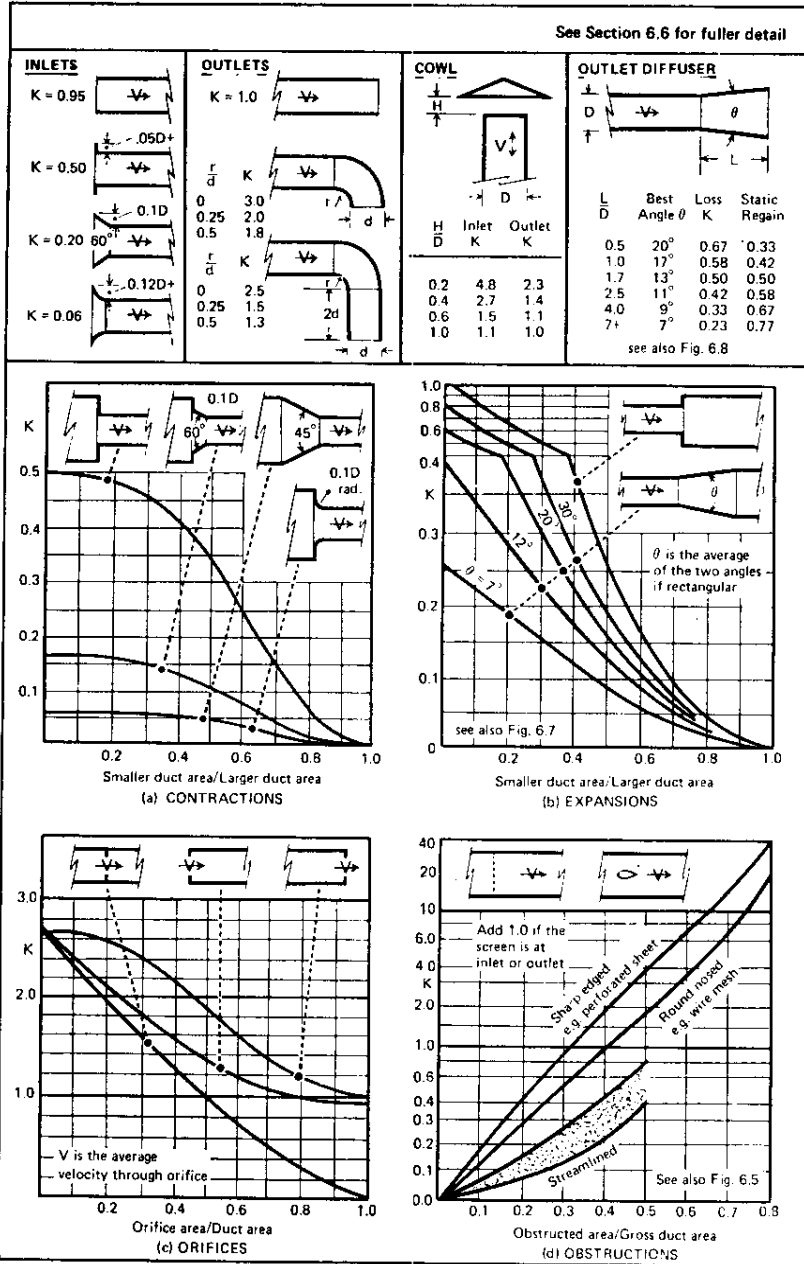 See Section 6.6 for fuller detail
INLETS
K = 0.95
V
.05D+
K = 0.50
V
0.1D
K = 0.20 60°
V
0.12D+
K = 0.06
V
OUTLETS
K = 1.0
V
r/d K
0 3.0
0.25 2.0
0.5 1.8
r
d
r/d K
0 2.5
0.25 1.5
0.5 1.3
r
2d
d
COWL
H
V
D
H/D Inlet K Outlet K
0.2 4.8 2.3
0.4 2.7 1.4
0.6 1.5 1.1
1.0 1.1 1.0
OUTLET DIFFUSER
D
V
θ
L
L/D Best Angle θ Loss K Static Regain
0.5 20° 0.67 0.33
1.0 17° 0.58 0.42
1.7 13° 0.50 0.50
2.5 11° 0.42 0.58
4.0 9° 0.33 0.67
7+ 7° 0.23 0.77
see also Fig. 6.8
K
0.5
0.4
0.3
0.2
0.1
V
60°
0.1D
V
45°
V
0.1D
rad.
V
0.2 0.4 0.6 0.8 1.0
Smaller duct area/Larger duct area
(a) CONTRACTIONS
1.0
0.8
0.6
0.4
K
0.3
0.2
0.1
0
V
V
θ
30°
20°
12°
θ = 7°
θ is the average
of the two angles
if rectangular
see also Fig. 6.7
0.2 0.4 0.6 0.8 1.0
Smaller duct area/Larger duct area
(b) EXPANSIONS
3.0
K
2.0
1.0
V
V
V
V is the average
velocity through orifice
0.2 0.4 0.6 0.8 1.0
Orifice area/Duct area
(c) ORIFICES
40
20
10
6.0
4.0
K
2.0
1.0
0.6
0.4
0.3
0.2
0.1
0.0
V
V
Add 1.0 if the
screen is at
inlet or outlet
Sharp edged
e.g. perforated sheet
Round nosed
e.g. wire mesh
Streamlined
See also Fig. 6.5
0.1 0.2 0.3 0.4 0.5 0.6 0.7 0.8
Obstructed area/Gross duct area
(d) OBSTRUCTIONS